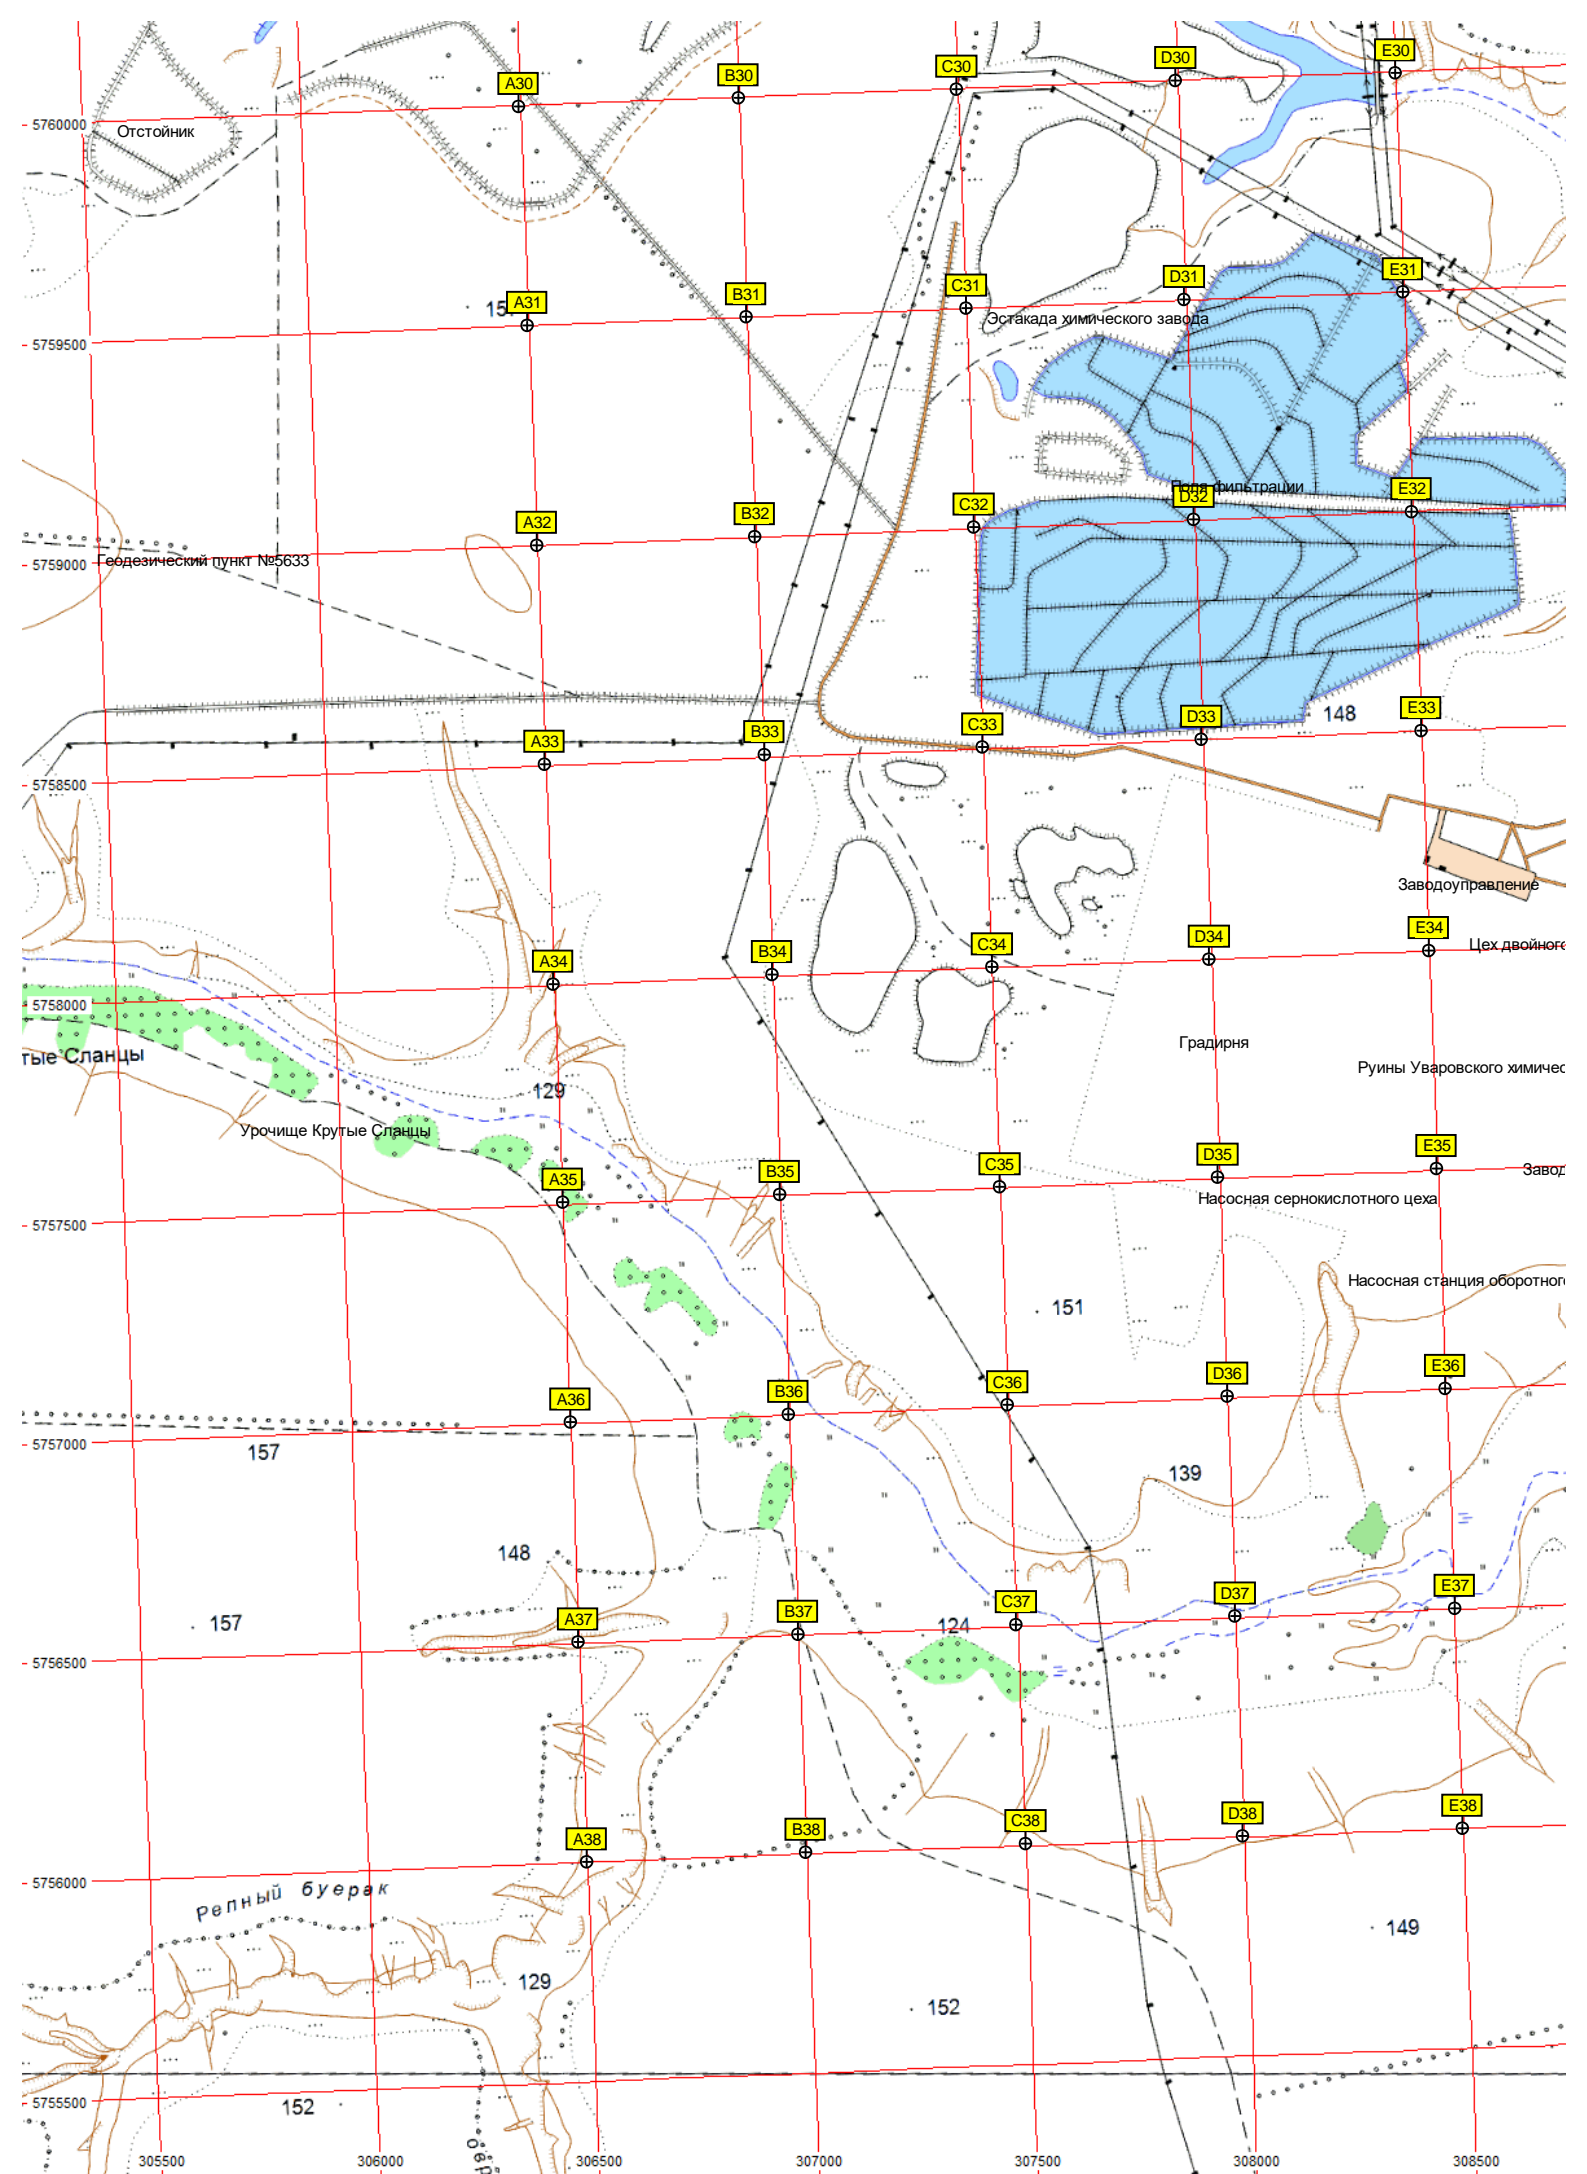 E30
D30
C30
B30
A30
5760000
Отстойник
E31
D31
C31
B31
A31
Эстакада химического завода
5759500
Поля фильтрации
E32
D32
C32
B32
A32
Геодезический пункт №5633
5759000
148
E33
D33
C33
B33
A33
5758500
Заводоуправление
E34
D34
C34
B34
A34
Цех двойного
5758000
Градирня
тые Сланцы
Руины Уваровского химичес
129
Урочище Крутые Сланцы
E35
D35
C35
B35
A35
Завод
Насосная сернокислотного цеха
5757500
Насосная станция оборотного
151
E36
D36
C36
B36
A36
5757000
157
139
148
E37
D37
C37
B37
A37
157
124
5756500
E38
D38
C38
B38
A38
5756000
Репный буерак
149
129
152
5755500
152
овр
305500
306000
306500
307000
307500
308000
308500